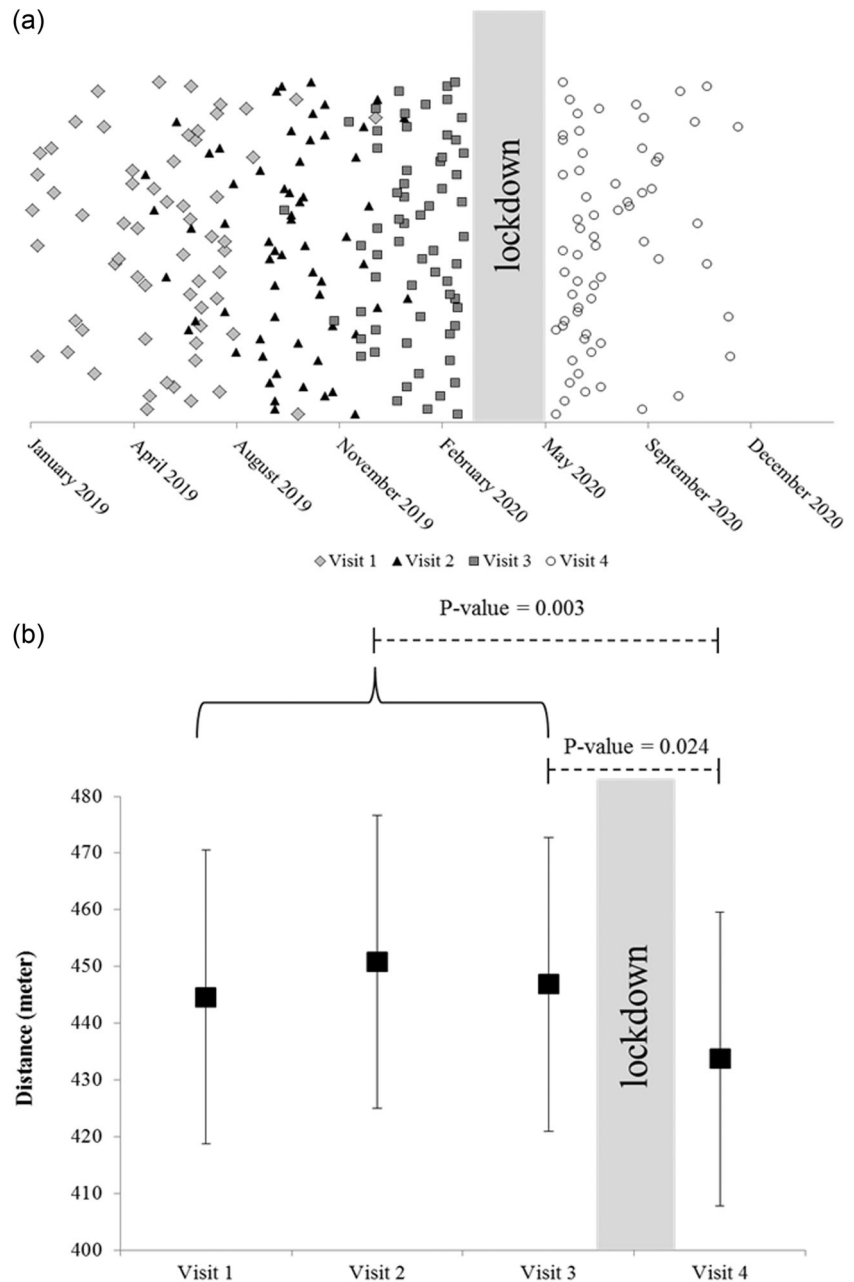 (a)
lockdown
January 2019
April 2019
August 2019
November 2019
February 2020
May 2020
September 2020
December 2020
Visit 1 Visit 2 Visit 3 Visit 4
P-value = 0.003
(b)
P-value = 0.024
480
470
460
450
440
430
420
410
400
Distance (meter)
lockdown
Visit 1 Visit 2 Visit 3 Visit 4